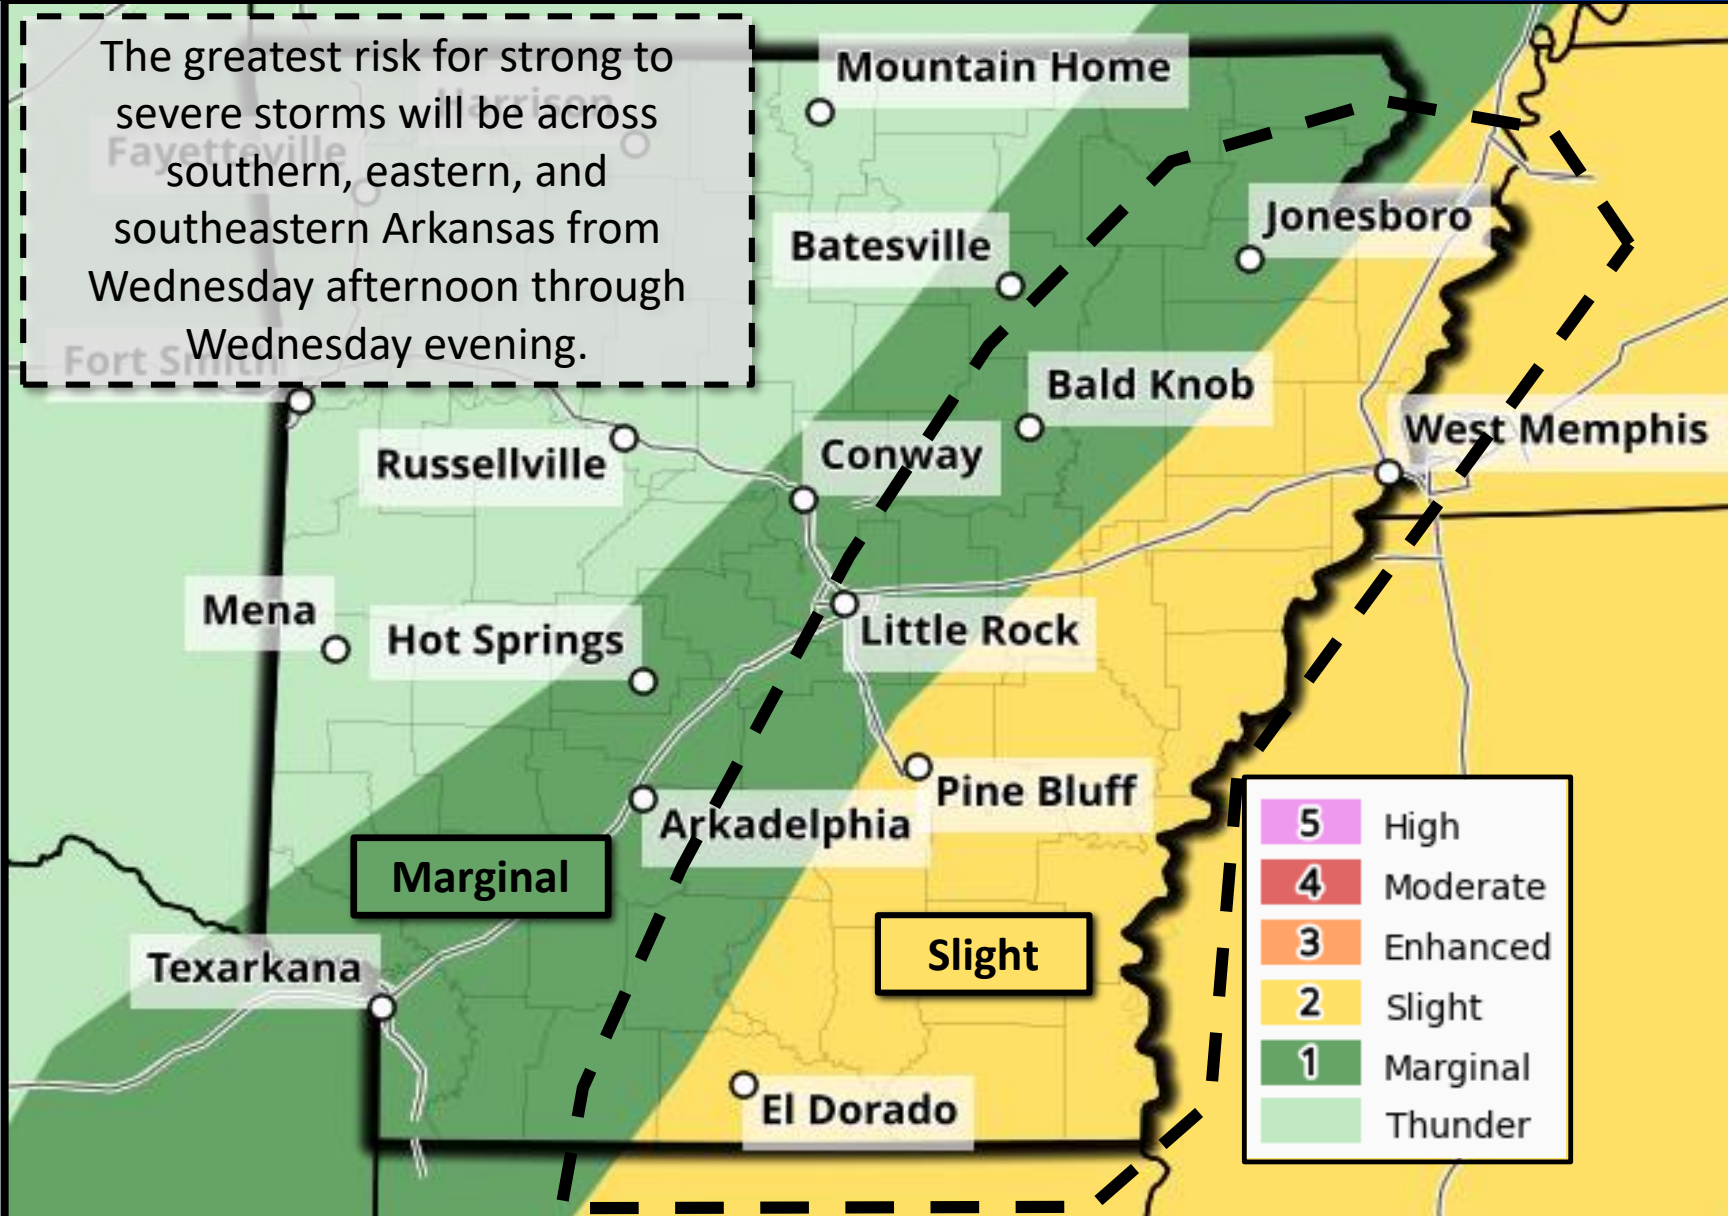 The greatest risk for strong to
severe storms will be across
southern, eastern, and
southeastern Arkansas from
Wednesday afternoon through
Wednesday evening.
Harrison
Fayetteville
Fort Smith
Mountain Home
Jonesboro
Batesville
Bald Knob
West Memphis
Conway
Russellville
Mena
Hot Springs
Little Rock
Pine Bluff
Arkadelphia
Marginal
Slight
Texarkana
El Dorado
5 High
4 Moderate
3 Enhanced
2 Slight
1 Marginal
Thunder